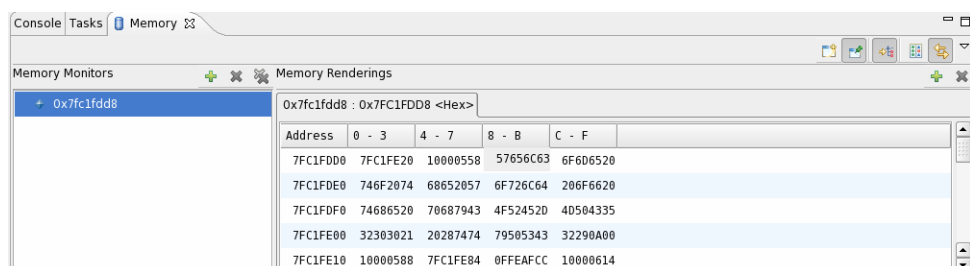 Console Tasks Memory
Memory Monitors Memory Renderings
0x7fc1fdd8 0x7fc1fdd8 : 0x7FC1FDD8 <Hex>
Address 0 - 3 4 - 7 8 - B C - F
7FC1FDD0 7FC1FE20 10000558 57656C63 6F6D6520
7FC1FDE0 746F2074 68652057 6F726C64 206F6620
7FC1FDF0 74686520 70687943 4F52452D 4D504335
7FC1FE00 32303021 20287474 79505343 32290A00
7FC1FE10 10000588 7FC1FE84 0FFEAFCC 10000614